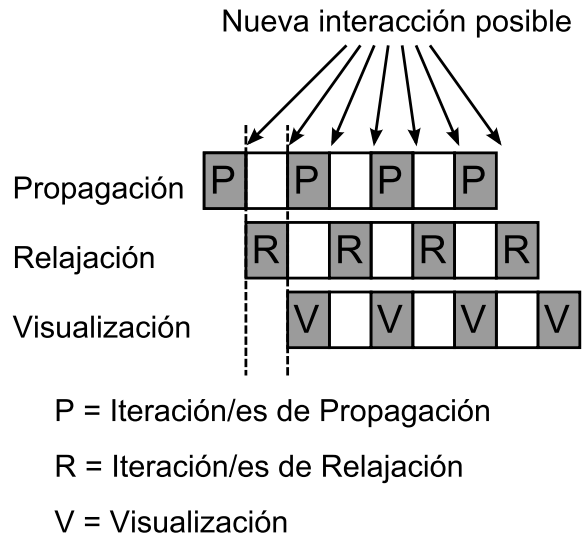 Nueva interacción posible
Propagación P P P P
Relajación R R R R
Visualización V V V V
P = Iteración/es de Propagación
R = Iteración/es de Relajación
V = Visualización